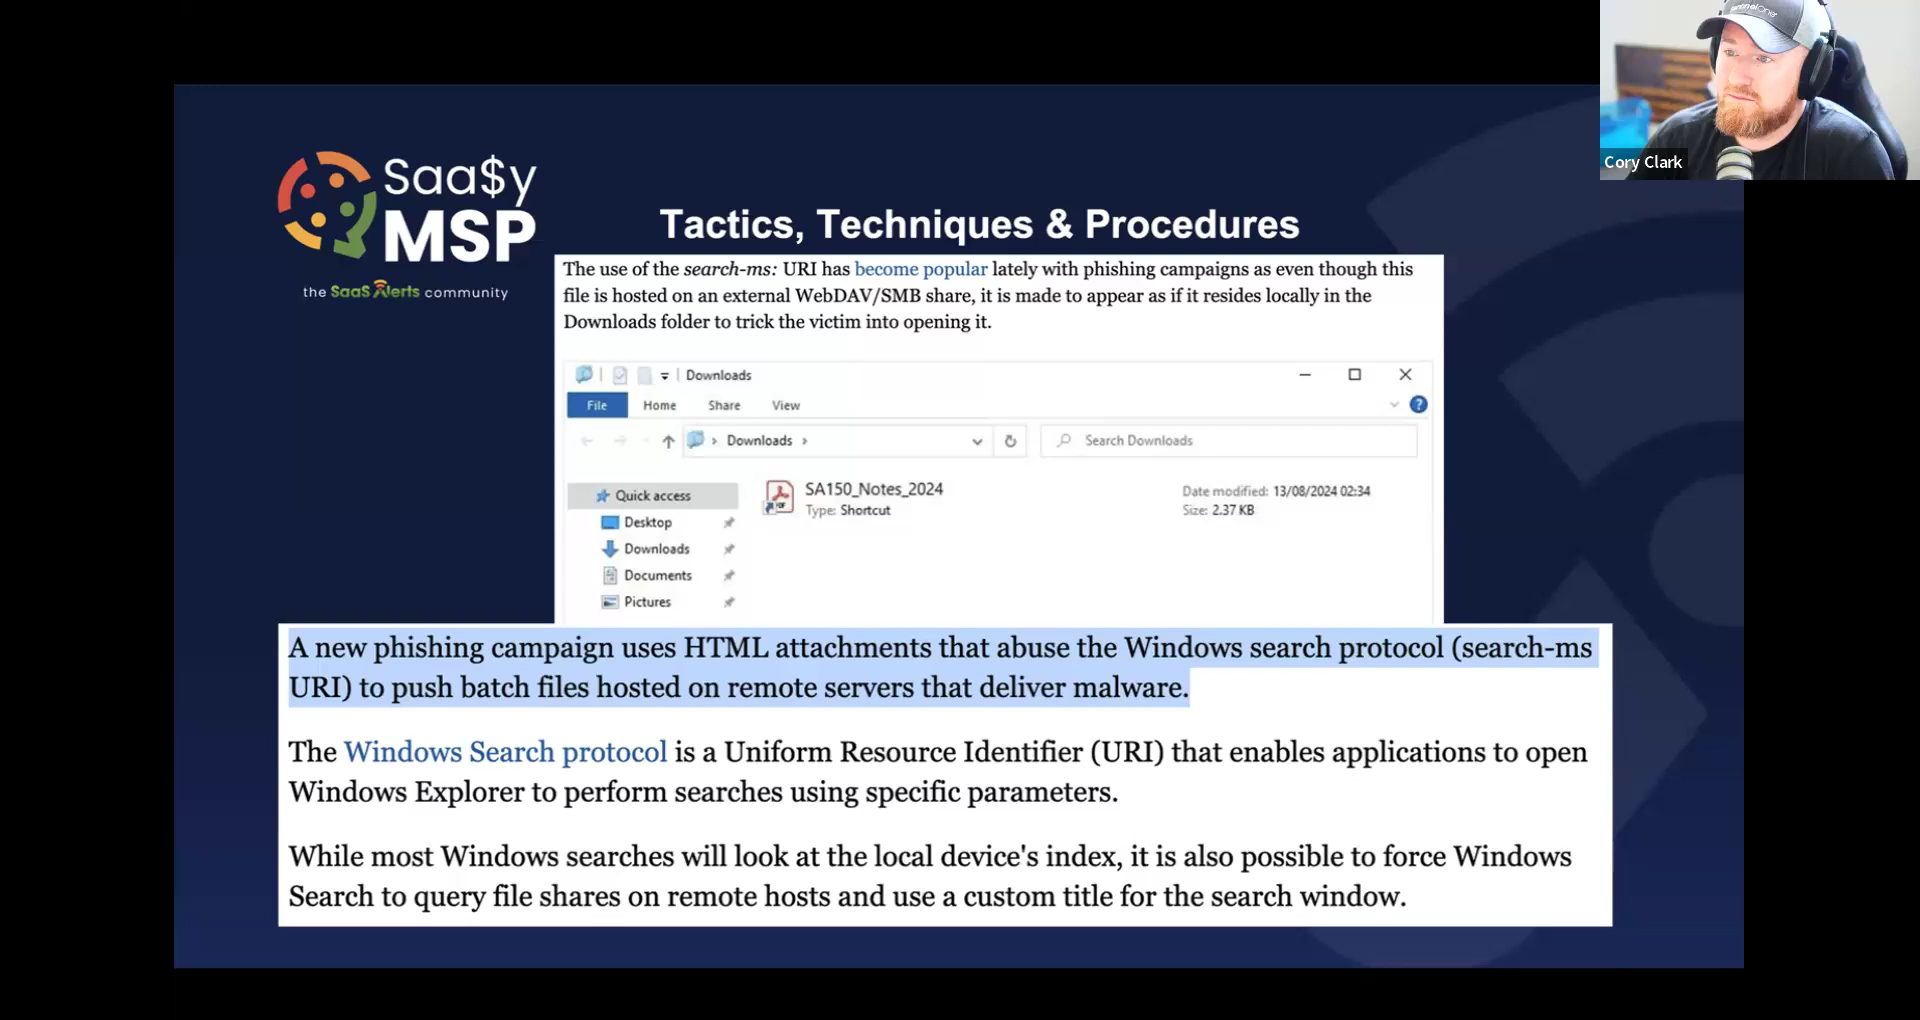 Cory Clark
Saa$y
MSP
the SaaS Alerts community
Tactics, Techniques & Procedures
The use of the search-ms: URI has become popular lately with phishing campaigns as even though this
file is hosted on an external WebDAV/SMB share, it is made to appear as if it resides locally in the
Downloads folder to trick the victim into opening it.
Downloads
File Home Share View
Downloads
Search Downloads
Quick access
Desktop
Downloads
Documents
Pictures
SA150_Notes_2024
Type: Shortcut
Date modified: 13/08/2024 02:34
Size: 2.37 KB
A new phishing campaign uses HTML attachments that abuse the Windows search protocol (search-ms
URI) to push batch files hosted on remote servers that deliver malware.
The Windows Search protocol is a Uniform Resource Identifier (URI) that enables applications to open
Windows Explorer to perform searches using specific parameters.
While most Windows searches will look at the local device's index, it is also possible to force Windows
Search to query file shares on remote hosts and use a custom title for the search window.